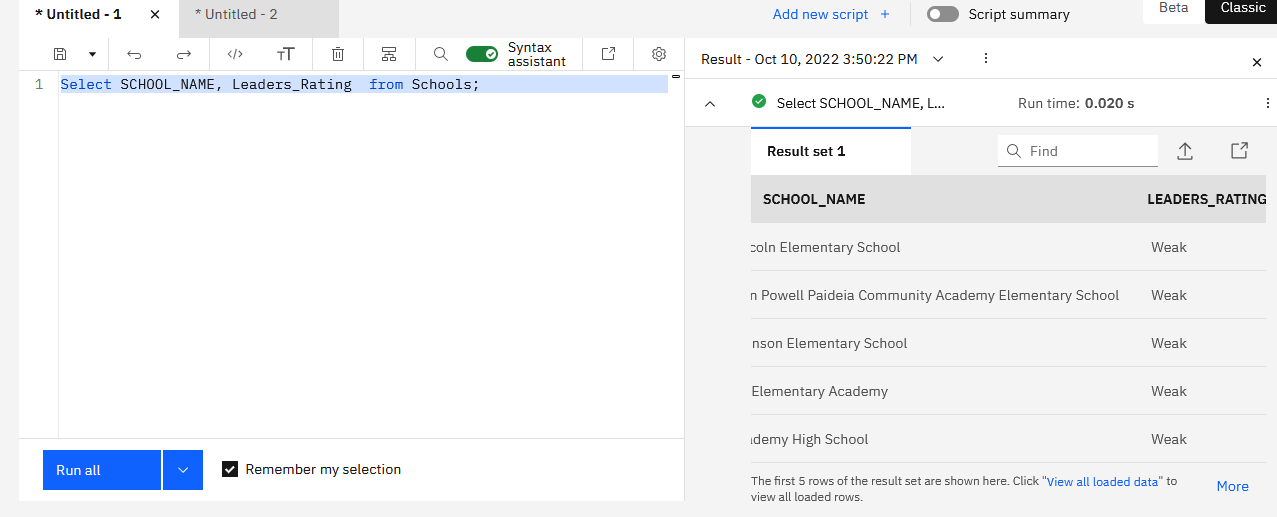 * Untitled - 1
* Untitled - 2
Add new script +
Script summary
Beta
Classic
Syntax
assistant
1 Select SCHOOL_NAME, Leaders_Rating  from Schools;
Run all
Remember my selection
Result - Oct 10, 2022 3:50:22 PM
Select SCHOOL_NAME, L...
Run time: 0.020 s
Result set 1
Find
SCHOOL_NAME LEADERS_RATING
coln Elementary School Weak
n Powell Paideia Community Academy Elementary School Weak
nson Elementary School Weak
Elementary Academy Weak
ademy High School Weak
The first 5 rows of the result set are shown here. Click "View all loaded data" to
view all loaded rows.
More